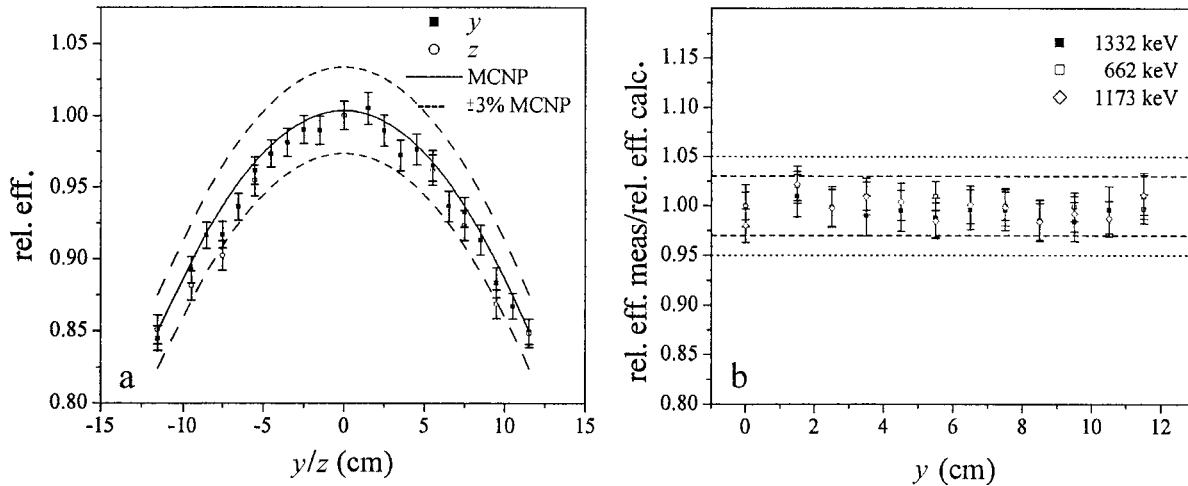 rel. eff.
1.05
1.00
0.95
0.90
0.85
0.80
y
z
MCNP
±3% MCNP
a
-15
-10
-5
0
5
10
15
y/z (cm)
rel. eff. meas/rel. eff. calc.
1.15
1.10
1.05
1.00
0.95
0.90
0.85
0.80
1332 keV
662 keV
1173 keV
b
0
2
4
6
8
10
12
y (cm)